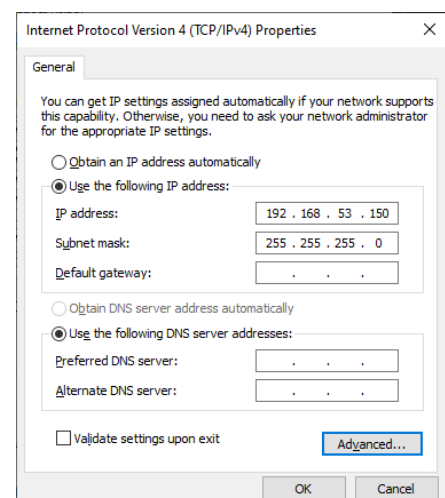 Internet Protocol Version 4 (TCP/IPv4) Properties
General
You can get IP settings assigned automatically if your network supports
this capability. Otherwise, you need to ask your network administrator
for the appropriate IP settings.
Obtain an IP address automatically
Use the following IP address:
IP address: 192 . 168 . 53 . 150
Subnet mask: 255 . 255 . 255 . 0
Default gateway: . . .
Obtain DNS server address automatically
Use the following DNS server addresses:
Preferred DNS server: . . .
Alternate DNS server: . . .
Validate settings upon exit
Advanced...
OK Cancel